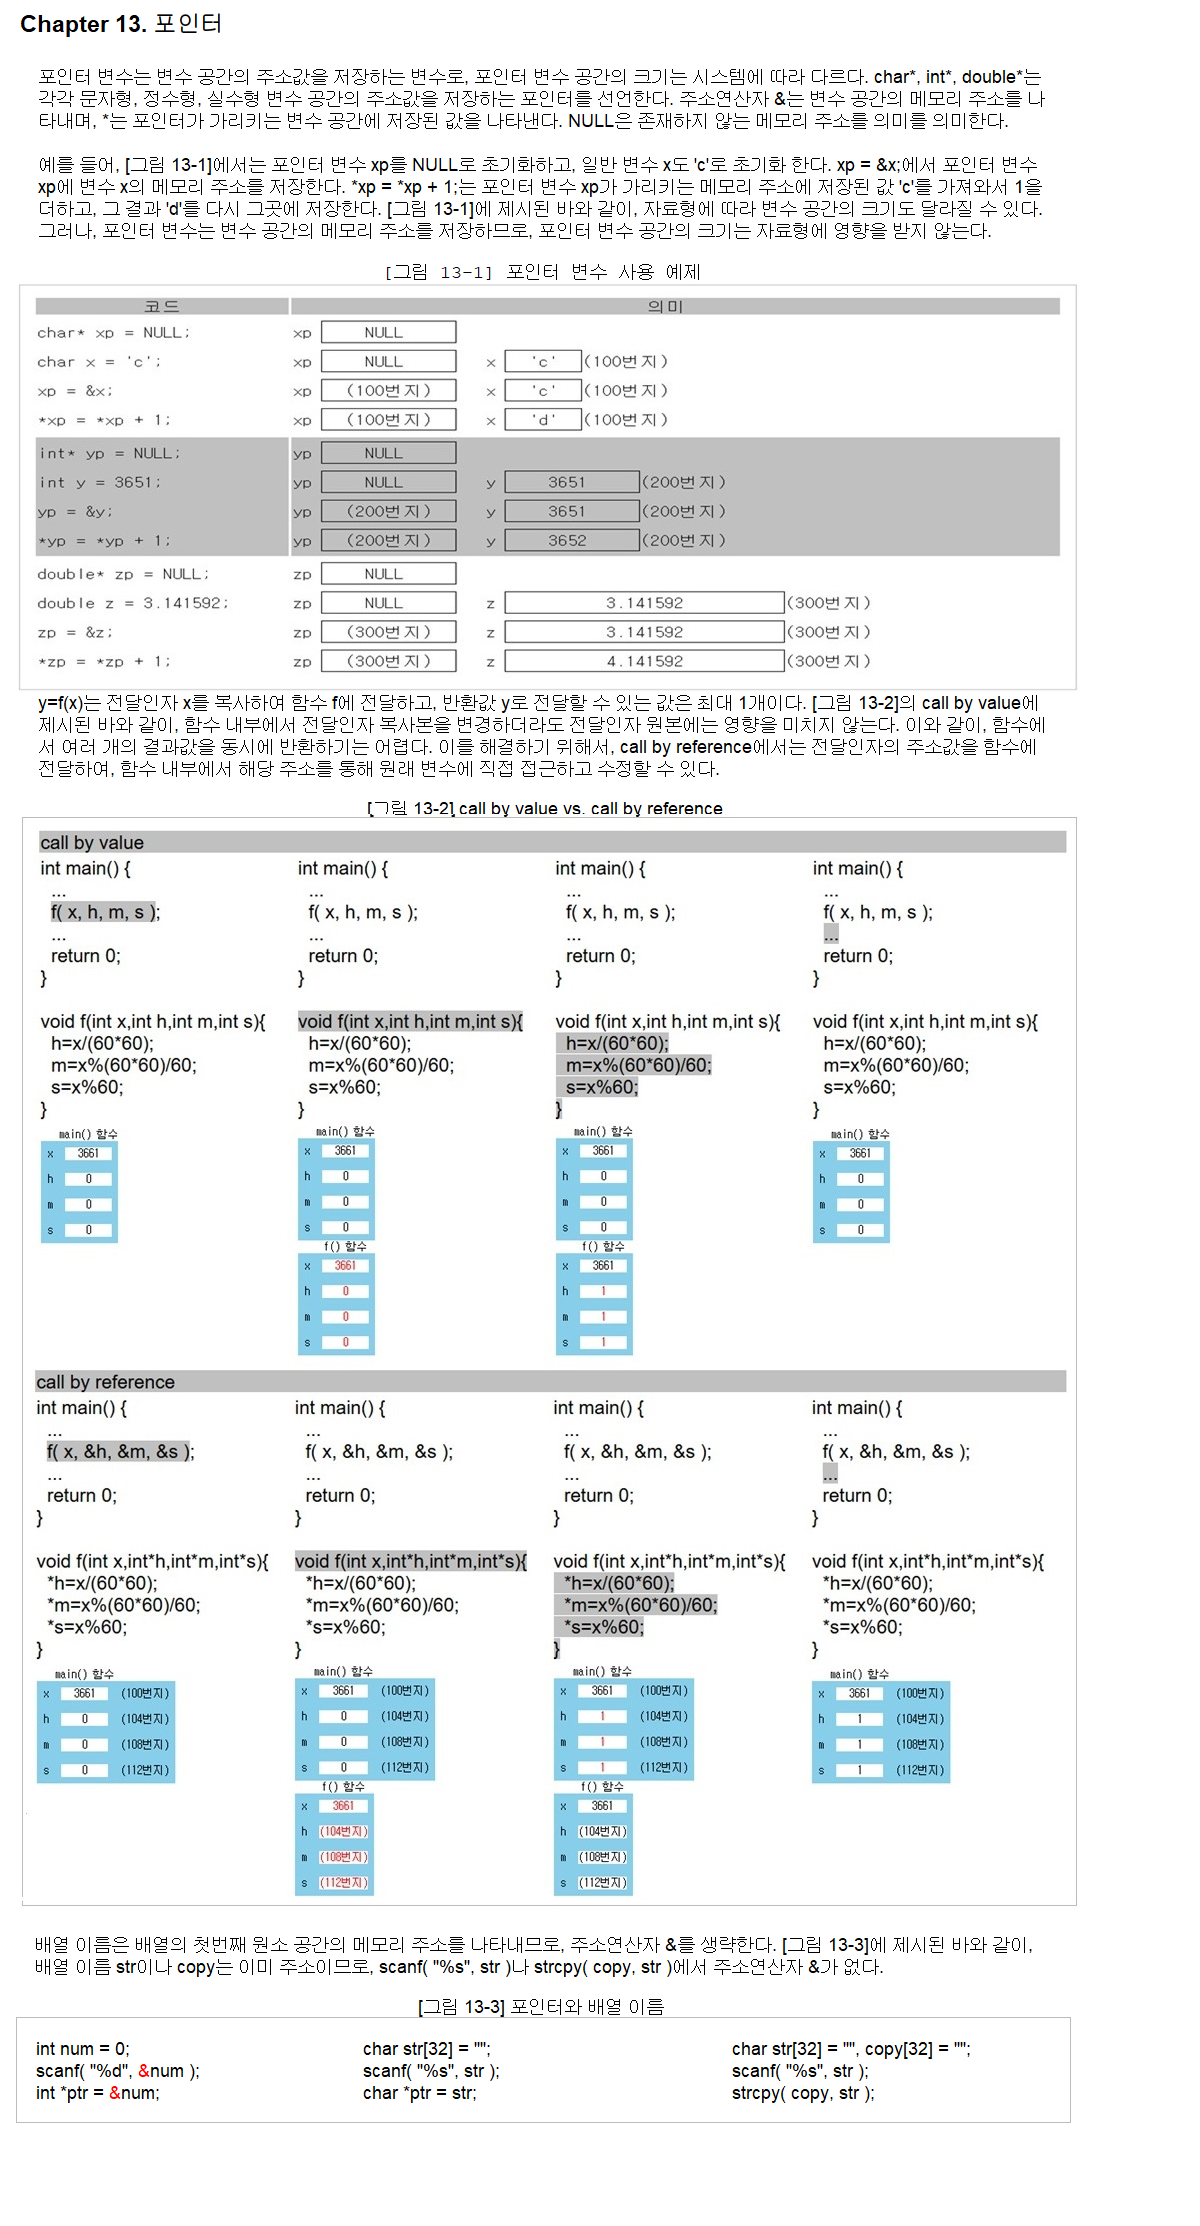 Chapter 13. 포인터
포인터 변수는 변수 공간의 주소값을 저장하는 변수로, 포인터 변수 공간의 크기는 시스템에 따라 다르다. char*, int*, double*는
각각 문자형, 정수형, 실수형 변수 공간의 주소값을 저장하는 포인터를 선언한다. 주소연산자 &는 변수 공간의 메모리 주소를 나
타내며, *는 포인터가 가리키는 변수 공간에 저장된 값을 나타낸다. NULL은 존재하지 않는 메모리 주소를 의미를 의미한다.
예를 들어, [그림 13-1]에서는 포인터 변수 xp를 NULL로 초기화하고, 일반 변수 x도 'c'로 초기화 한다. xp = &x;에서 포인터 변수
xp에 변수 x의 메모리 주소를 저장한다. *xp = *xp + 1;는 포인터 변수 xp가 가리키는 메모리 주소에 저장된 값 'c'를 가져와서 1을
더하고, 그 결과 'd'를 다시 그곳에 저장한다. [그림 13-1]에 제시된 바와 같이, 자료형에 따라 변수 공간의 크기도 달라질 수 있다.
그러나, 포인터 변수는 변수 공간의 메모리 주소를 저장하므로, 포인터 변수 공간의 크기는 자료형에 영향을 받지 않는다.
[그림 13-1] 포인터 변수 사용 예제
코드 의미
char* xp = NULL; xp NULL
char x = 'c'; xp NULL x 'c' (100번지)
xp = &x; xp (100번지) x 'c' (100번지)
*xp = *xp + 1; xp (100번지) x 'd' (100번지)
int* yp = NULL; yp NULL
int y = 3651; yp NULL y 3651 (200번지)
yp = &y; yp (200번지) y 3651 (200번지)
*yp = *yp + 1; yp (200번지) y 3652 (200번지)
double* zp = NULL; zp NULL
double z = 3.141592; zp NULL z 3.141592 (300번지)
zp = &z; zp (300번지) z 3.141592 (300번지)
*zp = *zp + 1; zp (300번지) z 4.141592 (300번지)
y=f(x)는 전달인자 x를 복사하여 함수 f에 전달하고, 반환값 y로 전달할 수 있는 값은 최대 1개이다. [그림 13-2]의 call by value에
제시된 바와 같이, 함수 내부에서 전달인자 복사본을 변경하더라도 전달인자 원본에는 영향을 미치지 않는다. 이와 같이, 함수에
서 여러 개의 결과값을 동시에 반환하기는 어렵다. 이를 해결하기 위해서, call by reference에서는 전달인자의 주소값을 함수에
전달하여, 함수 내부에서 해당 주소를 통해 원래 변수에 직접 접근하고 수정할 수 있다.
[그림 13-2] call by value vs. call by reference
call by value
int main() { int main() { int main() { int main() {
... ... ... ...
f( x, h, m, s ); f( x, h, m, s ); f( x, h, m, s ); f( x, h, m, s );
... ... ... ...
return 0; return 0; return 0; return 0;
} } } }
void f(int x,int h,int m,int s){ void f(int x,int h,int m,int s){ void f(int x,int h,int m,int s){ void f(int x,int h,int m,int s){
h=x/(60*60); h=x/(60*60); h=x/(60*60); h=x/(60*60);
m=x%(60*60)/60; m=x%(60*60)/60; m=x%(60*60)/60; m=x%(60*60)/60;
s=x%60; s=x%60; s=x%60; s=x%60;
} } } }
main() 함수 main() 함수 main() 함수 main() 함수
x 3661 x 3661 x 3661 x 3661
h 0 h 0 h 0 h 0
m 0 m 0 m 0 m 0
s 0 s 0 s 0 s 0
f() 함수 f() 함수
x 3661 x 3661
h 0 h 1
m 0 m 1
s 0 s 1
call by reference
int main() { int main() { int main() { int main() {
... ... ... ...
f( x, &h, &m, &s ); f( x, &h, &m, &s ); f( x, &h, &m, &s ); f( x, &h, &m, &s );
... ... ... ...
return 0; return 0; return 0; return 0;
} } } }
void f(int x,int*h,int*m,int*s){ void f(int x,int*h,int*m,int*s){ void f(int x,int*h,int*m,int*s){ void f(int x,int*h,int*m,int*s){
*h=x/(60*60); *h=x/(60*60); *h=x/(60*60); *h=x/(60*60);
*m=x%(60*60)/60; *m=x%(60*60)/60; *m=x%(60*60)/60; *m=x%(60*60)/60;
*s=x%60; *s=x%60; *s=x%60; *s=x%60;
} } } }
main() 함수 main() 함수 main() 함수 main() 함수
x 3661 (100번지) x 3661 (100번지) x 3661 (100번지) x 3661 (100번지)
h 0 (104번지) h 0 (104번지) h 1 (104번지) h 1 (104번지)
m 0 (108번지) m 0 (108번지) m 1 (108번지) m 1 (108번지)
s 0 (112번지) s 0 (112번지) s 1 (112번지) s 1 (112번지)
f() 함수 f() 함수
x 3661 x 3661
h (104번지) h (104번지)
m (108번지) m (108번지)
s (112번지) s (112번지)
배열 이름은 배열의 첫번째 원소 공간의 메모리 주소를 나타내므로, 주소연산자 &를 생략한다. [그림 13-3]에 제시된 바와 같이,
배열 이름 str이나 copy는 이미 주소이므로, scanf( "%s", str )나 strcpy( copy, str )에서 주소연산자 &가 없다.
[그림 13-3] 포인터와 배열 이름
int num = 0; char str[32] = ""; char str[32] = "", copy[32] = "";
scanf( "%d", &num ); scanf( "%s", str ); scanf( "%s", str );
int *ptr = &num; char *ptr = str; strcpy( copy, str );